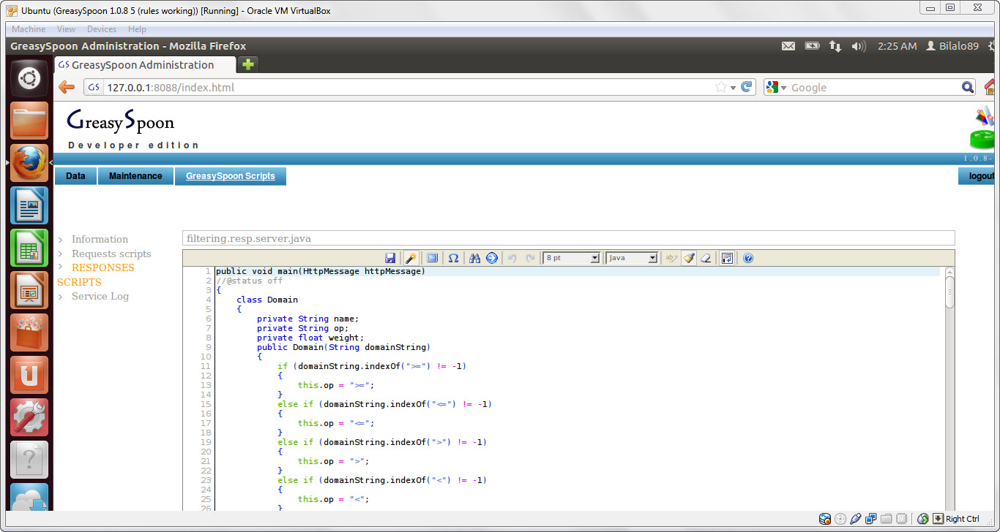 Ubuntu (GreasySpoon 1.0.8 5 (rules working)) [Running] - Oracle VM VirtualBox
Machine View Devices Help
GreasySpoon Administration - Mozilla Firefox 2:25 AM Bilalo89
GS GreasySpoon Administration
GS 127.0.0.1:8088/index.html Google
GreasySpoon
Developer edition
1.0.8-
Data Maintenance GreasySpoon Scripts logout
Information
Requests scripts
RESPONSES
SCRIPTS
Service Log
filtering.resp.server.java
8 pt Java
1 public void main(HttpMessage httpMessage)
2 //@status off
3 {
4 class Domain
5 {
6 private String name;
7 private String op;
8 private float weight;
9 public Domain(String domainString)
10 {
11 if (domainString.indexOf(">=") != -1)
12 {
13 this.op = ">=";
14 }
15 else if (domainString.indexOf("<=") != -1)
16 {
17 this.op = "<=";
18 }
19 else if (domainString.indexOf(">") != -1)
20 {
21 this.op = ">";
22 }
23 else if (domainString.indexOf("<") != -1)
24 {
25 this.op = "<";
26 }
Right Ctrl